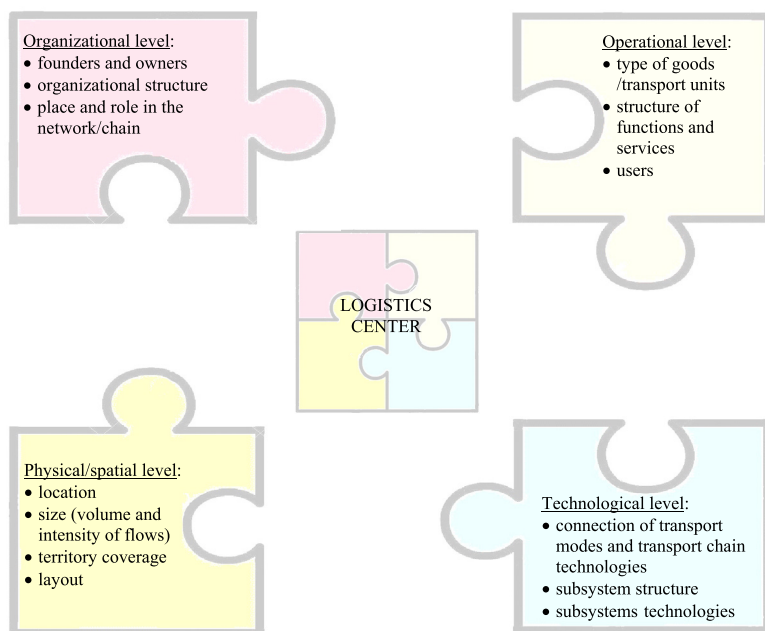 Organizational level:
• founders and owners
• organizational structure
• place and role in the
network/chain
Operational level:
• type of goods
/transport units
• structure of
functions and
services
• users
LOGISTICS
CENTER
Physical/spatial level:
• location
• size (volume and
intensity of flows)
• territory coverage
• layout
Technological level:
• connection of transport
modes and transport chain
technologies
• subsystem structure
• subsystems technologies